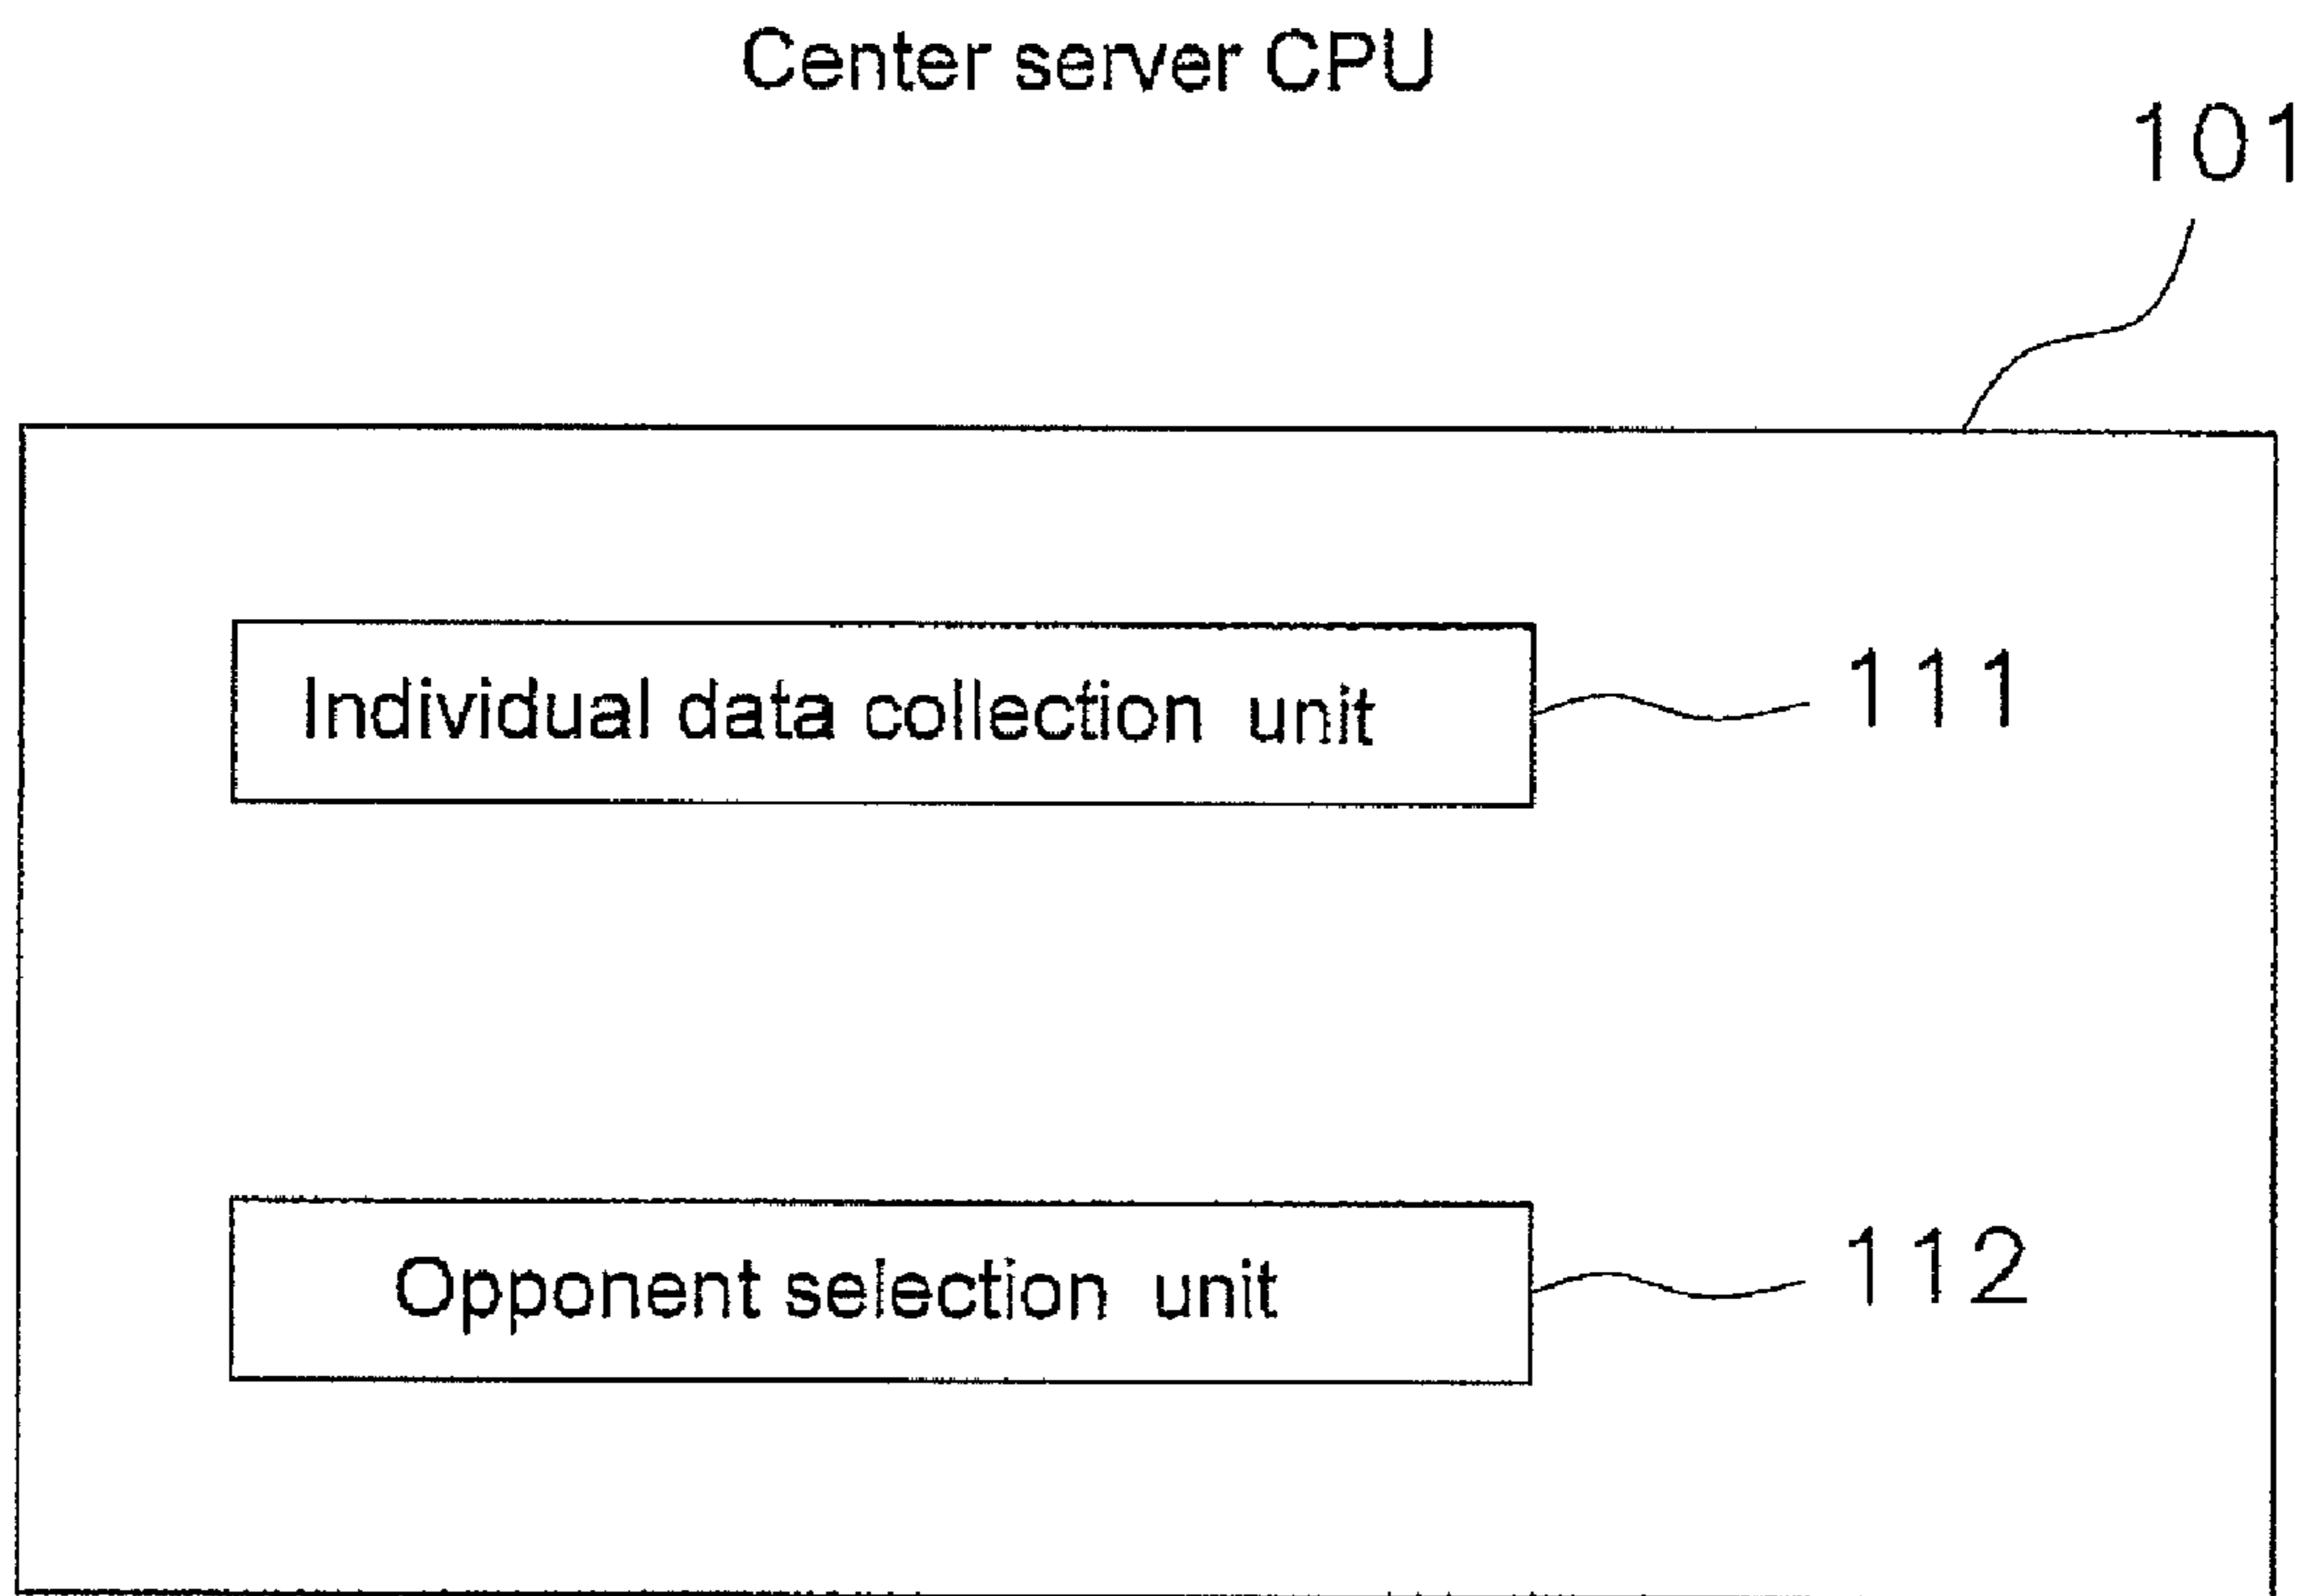 Center server CPU
101
Individual data collection unit
111
Opponent selection unit
112